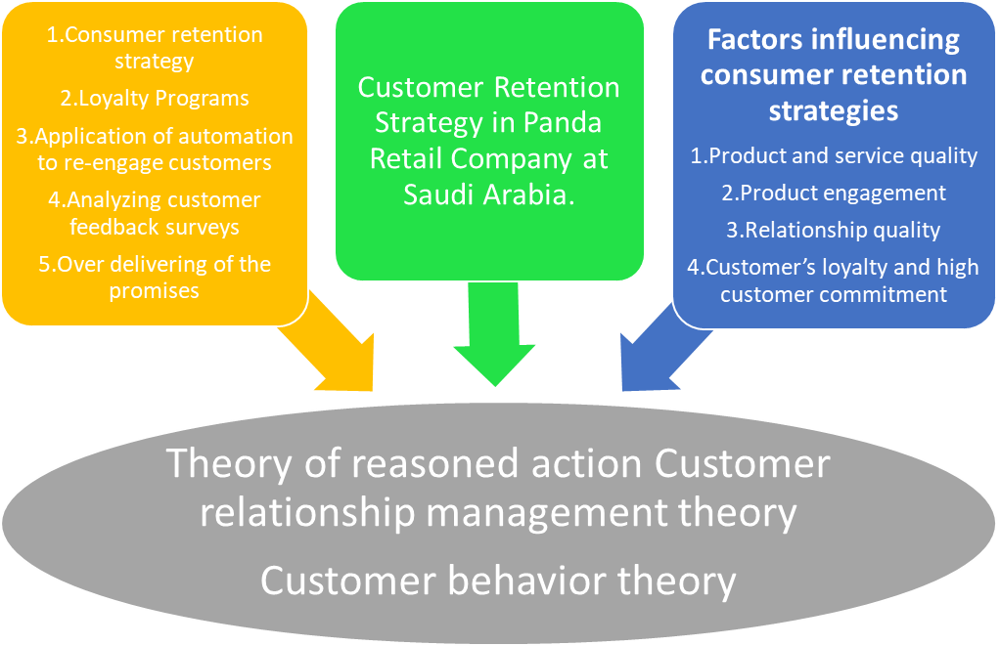 1.Consumer retention
strategy
2.Loyalty Programs
3.Application of automation
to re-engage customers
4.Analyzing customer
feedback surveys
5.Over delivering of the
promises
Customer Retention
Strategy in Panda
Retail Company at
Saudi Arabia.
Factors influencing
consumer retention
strategies
1.Product and service quality
2.Product engagement
3.Relationship quality
4.Customer’s loyalty and high
customer commitment
Theory of reasoned action Customer
relationship management theory
Customer behavior theory